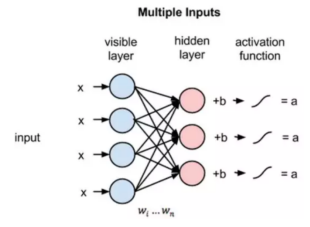 Multiple Inputs
visible layer
hidden layer
activation function
x
+b = a
x
input
+b = a
x
+b = a
x
wᵢ ... wₙ